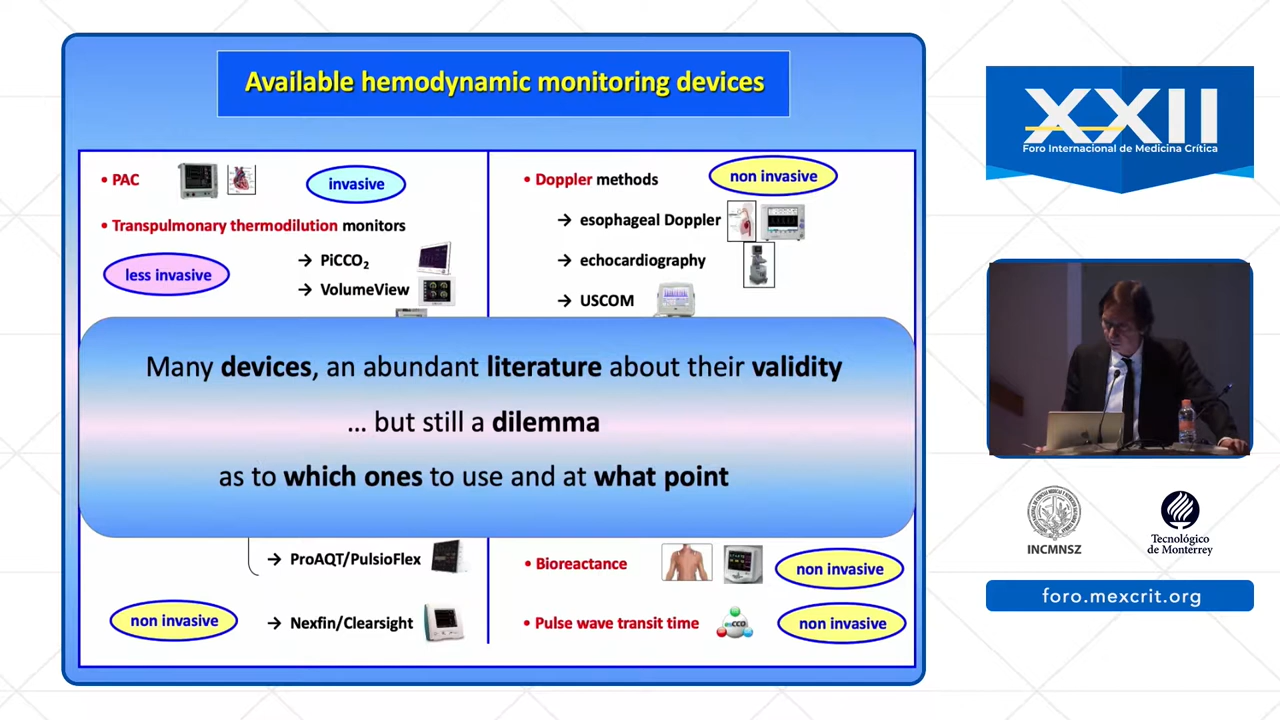 Available hemodynamic monitoring devices
• PAC
invasive
• Transpulmonary thermodilution monitors
less invasive
→ PiCCO2
→ VolumeView
• Doppler methods
non invasive
→ esophageal Doppler
→ echocardiography
→ USCOM
Many devices, an abundant literature about their validity
... but still a dilemma
as to which ones to use and at what point
→ ProAQT/PulsioFlex
non invasive
→ Nexfin/Clearsight
• Bioreactance
non invasive
• Pulse wave transit time
esCCO
non invasive
XXII
Foro Internacional de Medicina Crítica
INCMNSZ
Tecnológico
de Monterrey
foro.mexcrit.org